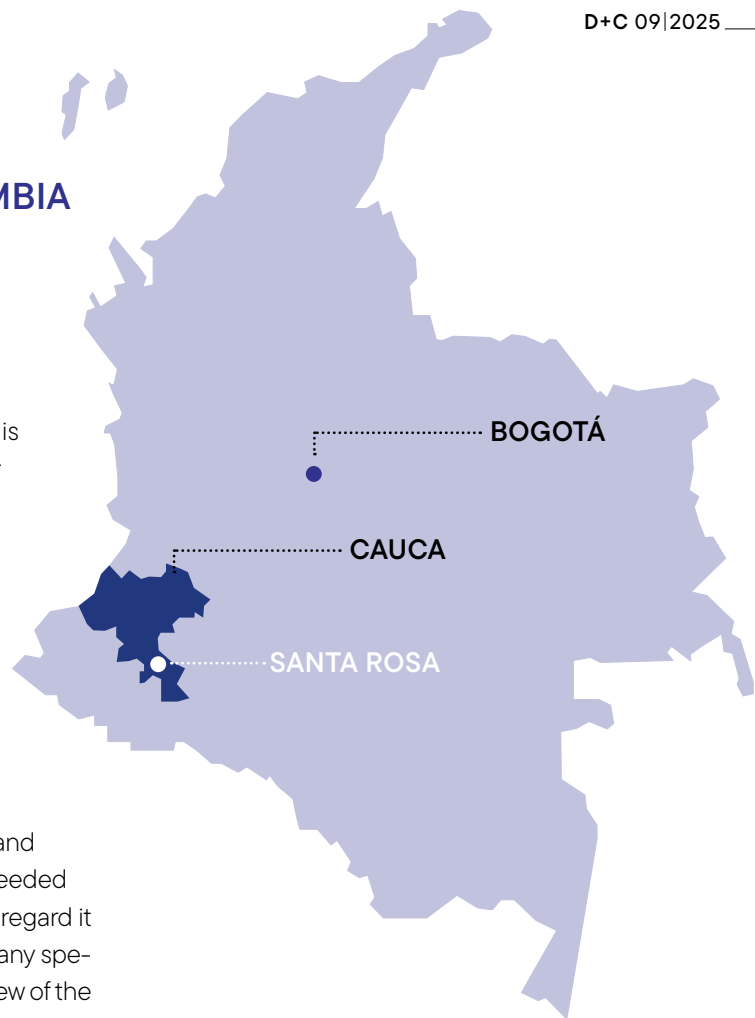 D+C 09|2025
MBIA
is
BOGOTÁ
CAUCA
SANTA ROSA
and
eeded
regard it
any spe-
ew of the